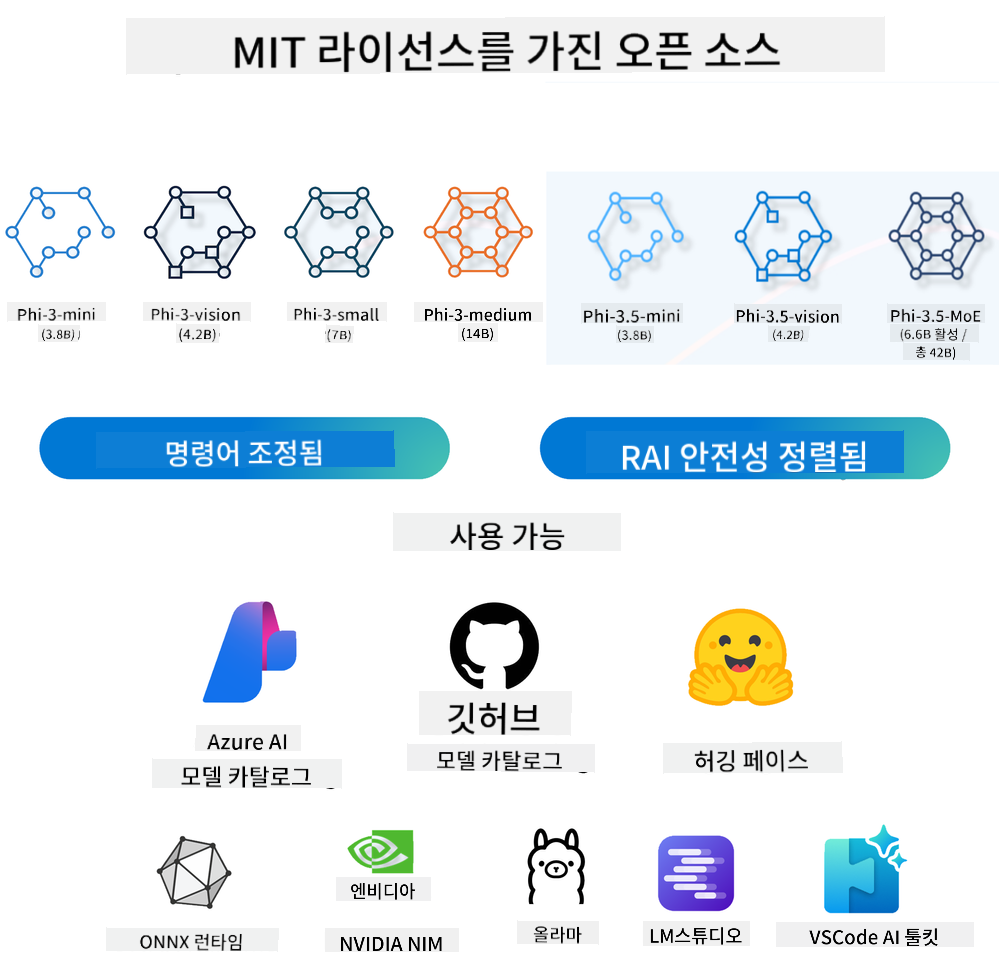 MIT 라이선스를 가진 오픈 소스
Phi-3-mini
(3.8B)
Phi-3-vision
(4.2B)
Phi-3-small
(7B)
Phi-3-medium
(14B)
Phi-3.5-mini
(3.8B)
Phi-3.5-vision
(4.2B)
Phi-3.5-MoE
(6.6B 활성 /
총 42B)
명령어 조정됨
RAI 안전성 정렬됨
사용 가능
Azure AI
모델 카탈로그
깃허브
모델 카탈로그
허깅 페이스
ONNX 런타임
엔비디아
NVIDIA NIM
올라마
LM스튜디오
VSCode AI 툴킷